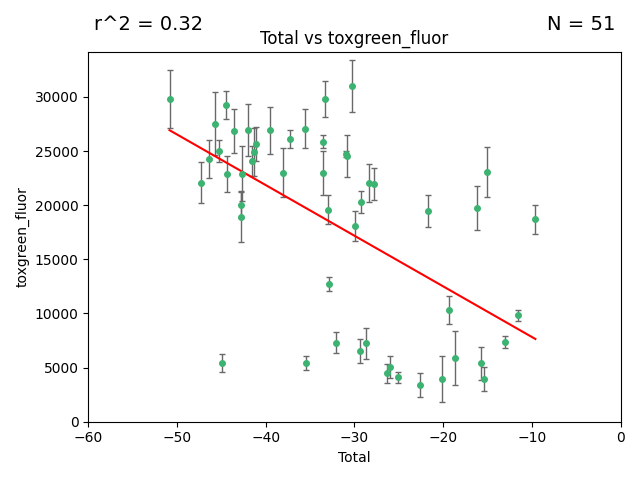 r^2 = 0.32
N = 51
Total vs toxgreen_fluor
30000
25000
20000
15000
10000
5000
0
toxgreen_fluor
−60
−50
−40
−30
−20
−10
0
Total